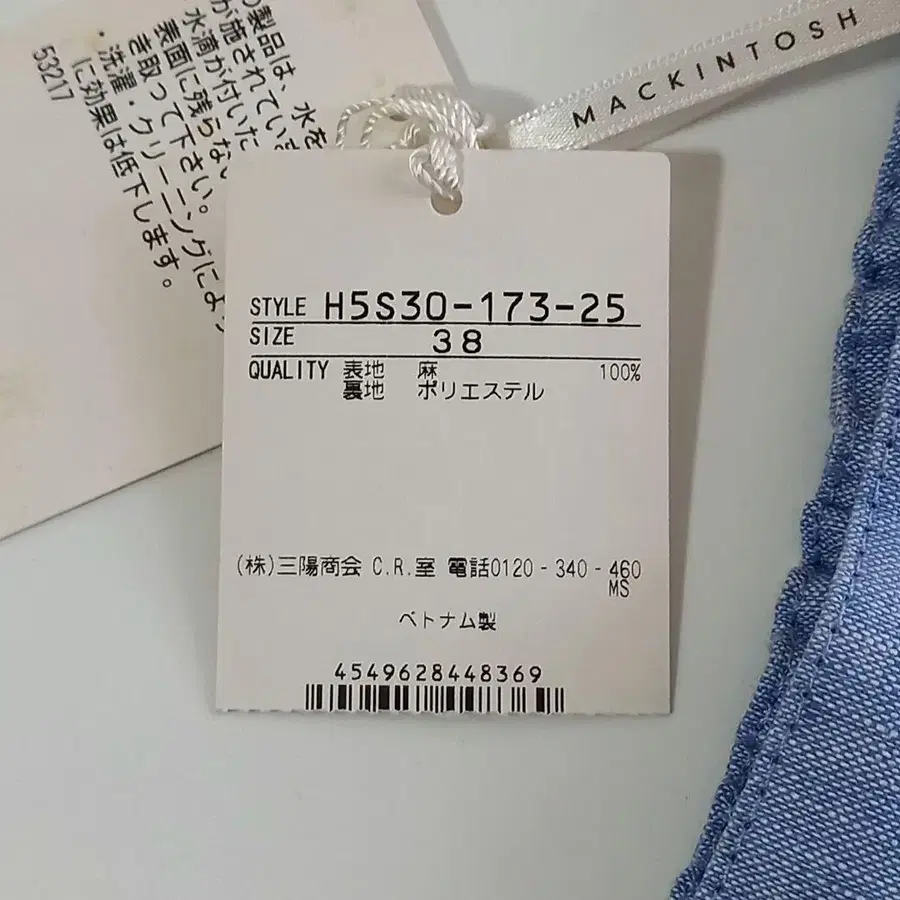 の製品は、水を
が施されていま
水滴が付いた
表面に残らない
き取って下さい。
・洗濯・クリーニングによ
に効果は低下します。
53217
MACKINTOSH
STYLE H5S30-173-25
SIZE 38
QUALITY 表地 麻 100%
裏地 ポリエステル
(株)三陽商会 C.R.室 電話0120-340-460
MS
ベトナム製
4549628448369